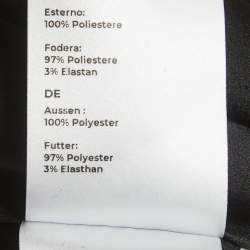 Esterno:
100% Poliestere
Fodera:
97% Poliestere
3% Elastan
DE
Aussen :
100% Polyester
Futter:
97% Polyester
3% Elasthan